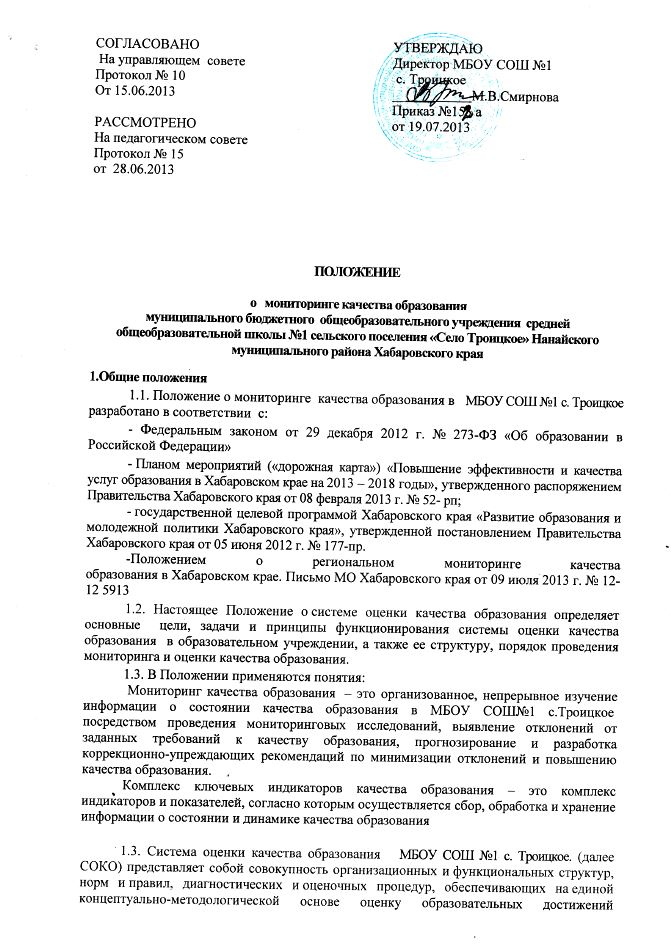 СОГЛАСОВАНО
На управляющем совете
Протокол № 10
От 15.06.2013
РАССМОТРЕНО
На педагогическом совете
Протокол № 15
от 28.06.2013
УТВЕРЖДАЮ
Директор МБОУ СОШ №1
с. Троицкое
М.В.Смирнова
Приказ а
от 19.07.2013
ПОЛОЖЕНИЕ
о мониторинге качества образования
муниципального бюджетного общеобразовательного учреждения средней
общеобразовательной школы №1 сельского поселения «Село Троицкое» Нанайского
муниципального района Хабаровского края
1.Общие положения
1.1. Положение о мониторинге качества образования в МБОУ СОШ №1 с. Троицкое
разработано в соответствии с:
- Федеральным законом от 29 декабря 2012 г. № 273-ФЗ «Об образовании в
Российской Федерации»
- Планом мероприятий («дорожная карта») «Повышение эффективности и качества
услуг образования в Хабаровском крае на 2013 – 2018 годы», утвержденного распоряжением
Правительства Хабаровского края от 08 февраля 2013 г. № 52- рп;
- государственной целевой программой Хабаровского края «Развитие образования и
молодежной политики Хабаровского края», утвержденной постановлением Правительства
Хабаровского края от 05 июня 2012 г. № 177-пр.
-Положением о региональном мониторинге качества
образования в Хабаровском крае. Письмо МО Хабаровского края от 09 июля 2013 г. № 12-
12 5913
1.2. Настоящее Положение о системе оценки качества образования определяет
основные цели, задачи и принципы функционирования системы оценки качества
образования в образовательном учреждении, а также ее структуру, порядок проведения
мониторинга и оценки качества образования.
1.3. В Положении применяются понятия:
Мониторинг качества образования – это организованное, непрерывное изучение
информации о состоянии качества образования в МБОУ СОШ№1 с.Троицкое
посредством проведения мониторинговых исследований, выявление отклонений от
заданных требований к качеству образования, прогнозирование и разработка
коррекционно-упреждающих рекомендаций по минимизации отклонений и повышению
качества образования.
Комплекс ключевых индикаторов качества образования – это комплекс
индикаторов и показателей, согласно которым осуществляется сбор, обработка и хранение
информации о состоянии и динамике качества образования
1.3. Система оценки качества образования МБОУ СОШ №1 с. Троицкое. (далее
СОКО) представляет собой совокупность организационных и функциональных структур,
норм и правил, диагностических и оценочных процедур, обеспечивающих на единой
концептуально-методологической основе оценку образовательных достижений